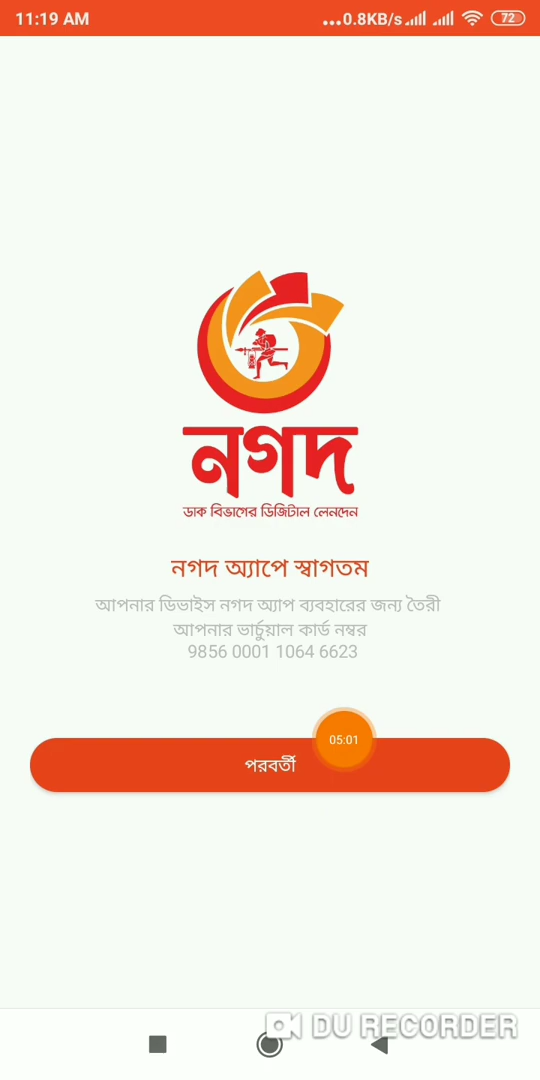 11:19 AM
...0.8KB/s
72
নগদ
ডাক বিভাগের ডিজিটাল লেনদেন
নগদ অ্যাপে স্বাগতম
আপনার ডিভাইস নগদ অ্যাপ ব্যবহারের জন্য তৈরী
আপনার ভার্চুয়াল কার্ড নম্বর
9856 0001 1064 6623
05:01
পরবর্তী
DU RECORDER